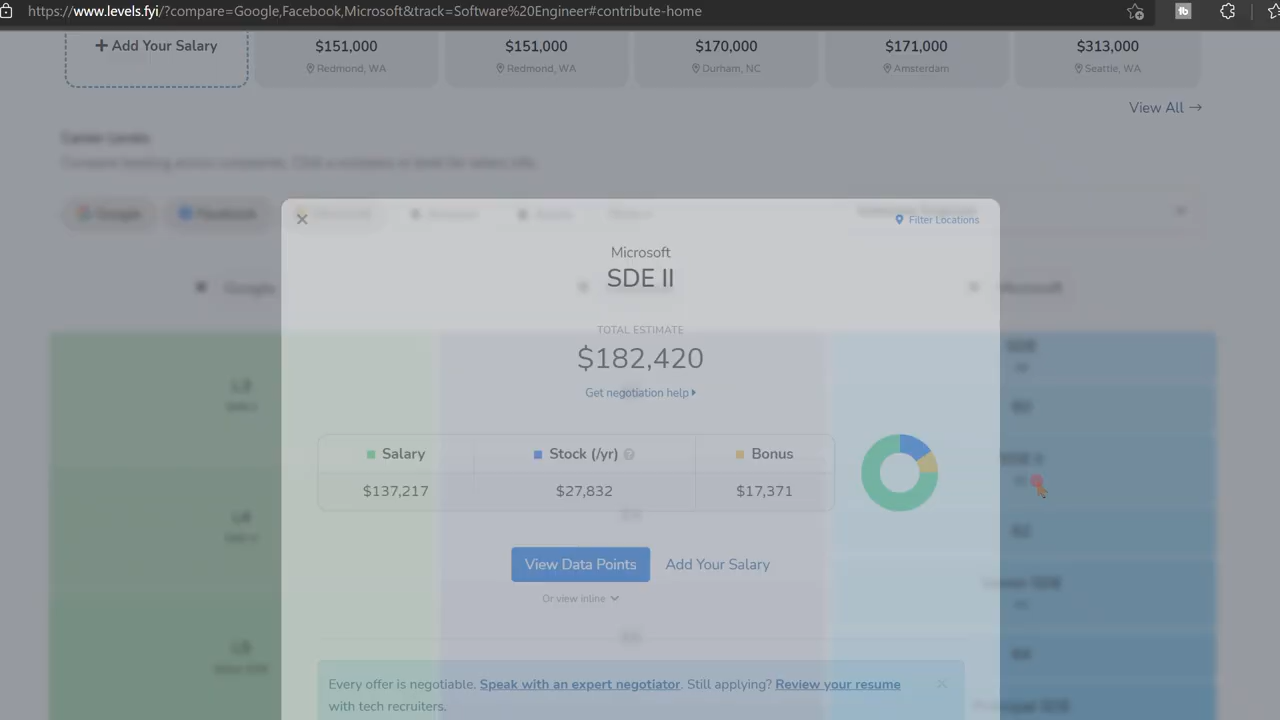 https://www.levels.fyi/?compare=Google,Facebook,Microsoft&track=Software%20Engineer#contribute-home
+ Add Your Salary
$151,000
Redmond, WA
$151,000
Redmond, WA
$170,000
Durham, NC
$171,000
Amsterdam
$313,000
Seattle, WA
View All →
Google
Facebook
Filter Locations
Google
Microsoft
Microsoft
SDE II
TOTAL ESTIMATE
$182,420
Get negotiation help
Salary
Stock (/yr)
Bonus
$137,217
$27,832
$17,371
View Data Points
Add Your Salary
Or view inline
Every offer is negotiable. Speak with an expert negotiator. Still applying? Review your resume
with tech recruiters.